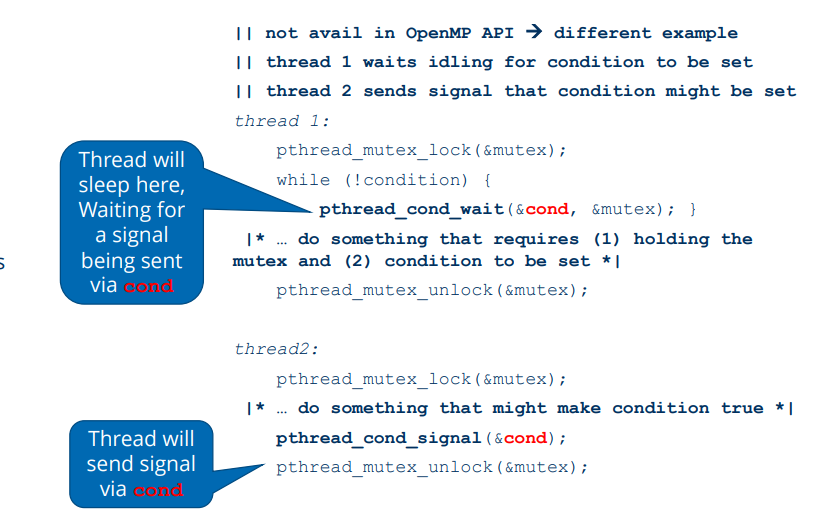 || not avail in OpenMP API → different example
|| thread 1 waits idling for condition to be set
|| thread 2 sends signal that condition might be set
thread 1:
pthread_mutex_lock(&mutex);
while (!condition) {
pthread_cond_wait(&cond, &mutex); }
|* … do something that requires (1) holding the
mutex and (2) condition to be set *|
pthread_mutex_unlock(&mutex);
Thread will
sleep here,
Waiting for
a signal
being sent
via cond
s
thread2:
pthread_mutex_lock(&mutex);
|* … do something that might make condition true *|
pthread_cond_signal(&cond);
pthread_mutex_unlock(&mutex);
Thread will
send signal
via cond